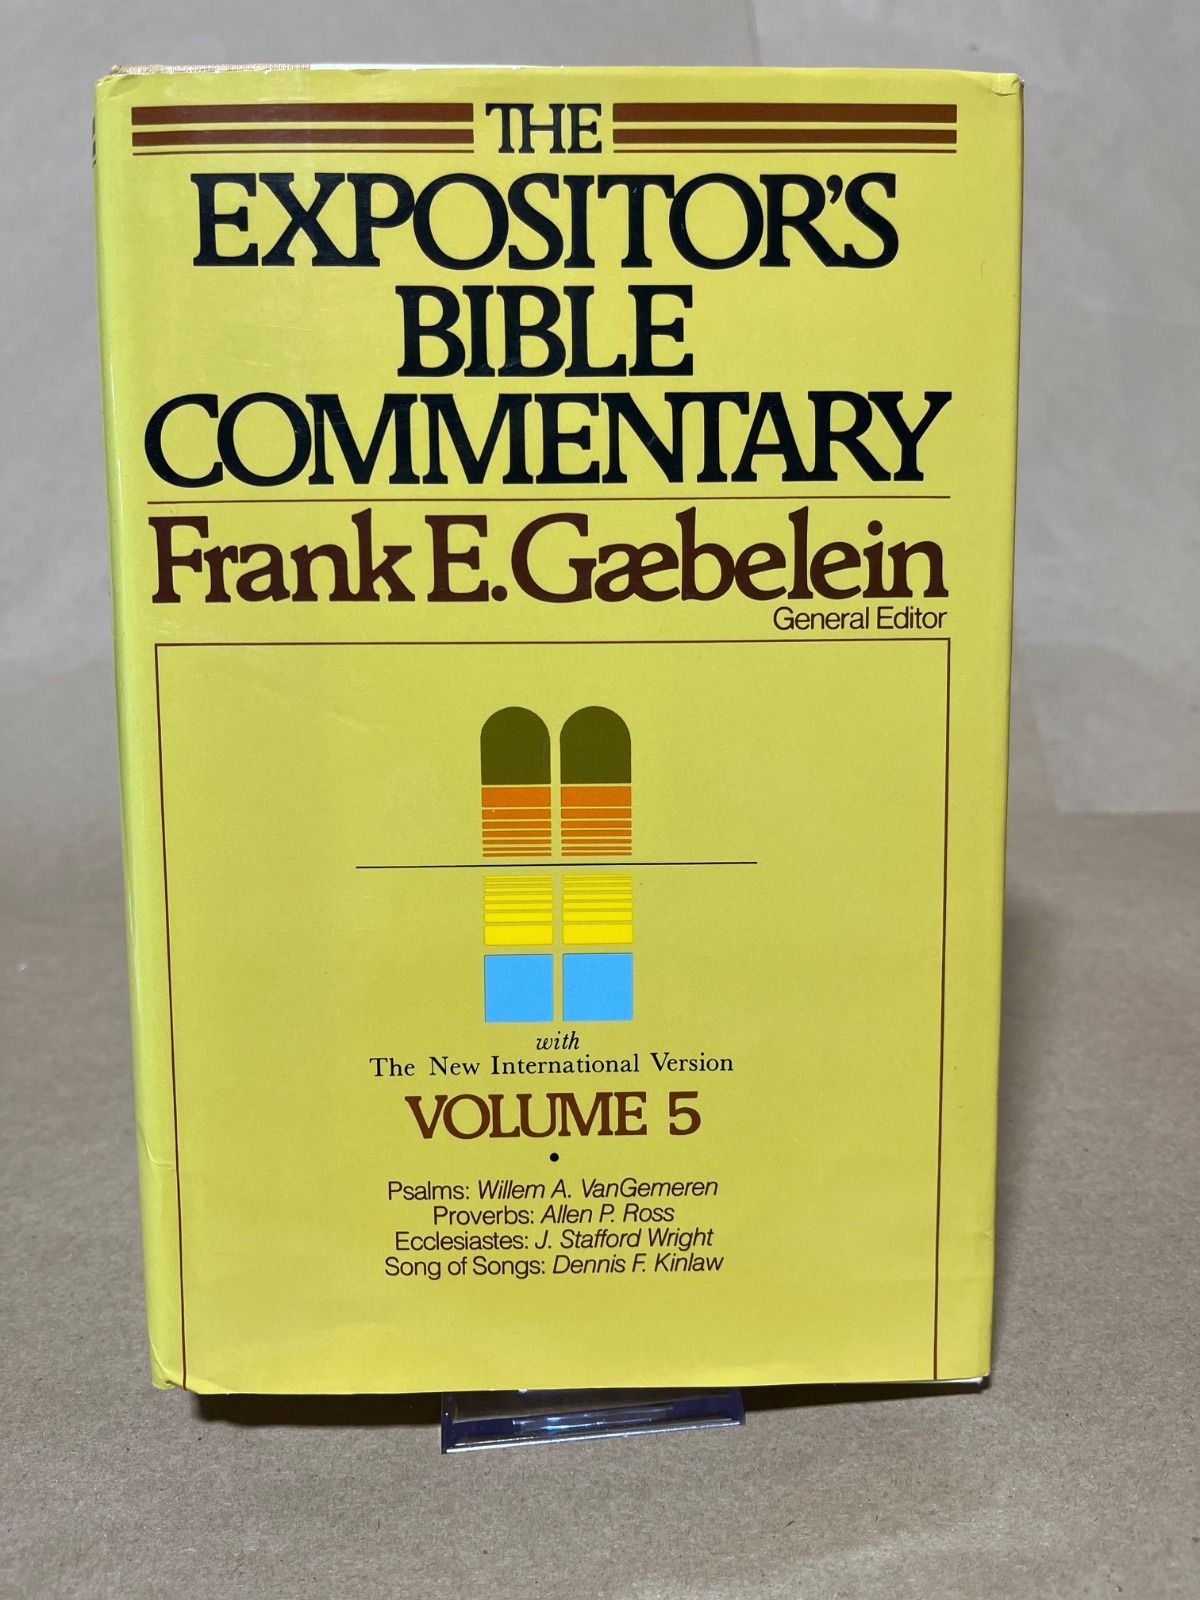 THE
EXPOSITOR'S
BIBLE
COMMENTARY
Frank E. Gæbelein
General Editor
with
The New International Version
VOLUME 5
•
Psalms: Willem A. VanGemeren
Proverbs: Allen P. Ross
Ecclesiastes: J. Stafford Wright
Song of Songs: Dennis F. Kinlaw